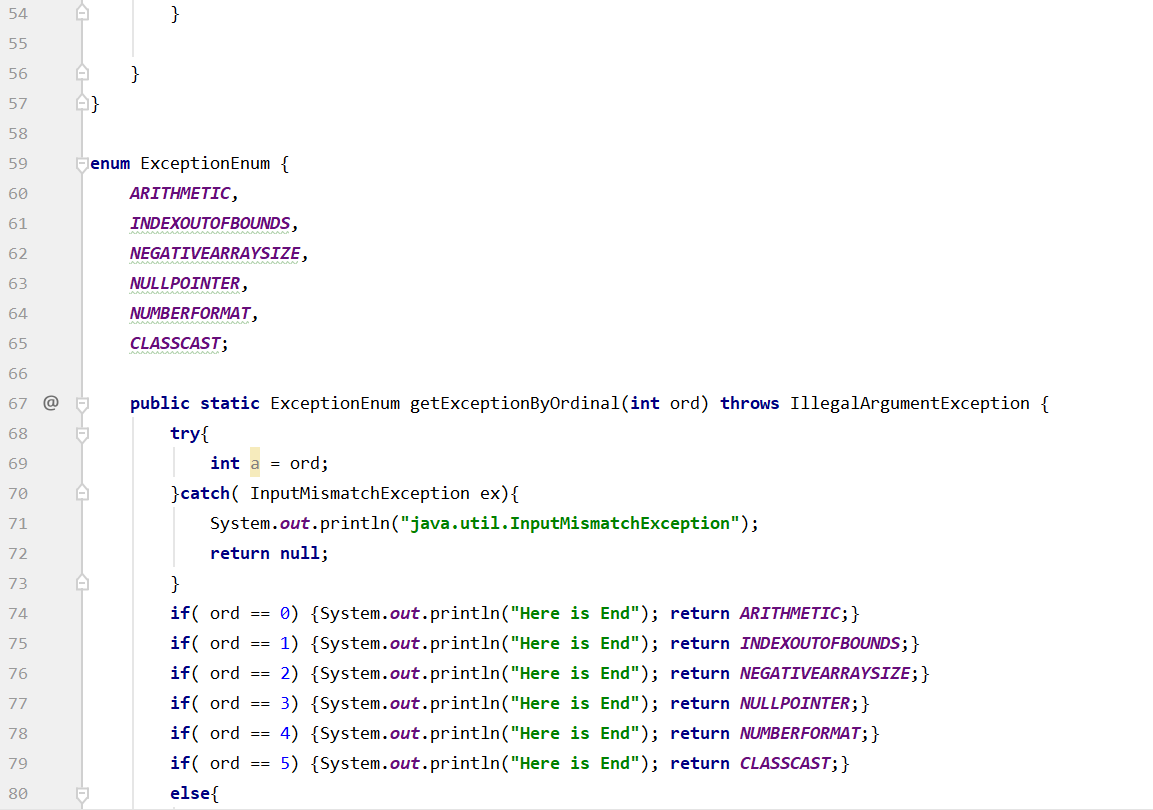 54 }
55
56 }
57 }
58
59 enum ExceptionEnum {
60 ARITHMETIC,
61 INDEXOUTOFBOUNDS,
62 NEGATIVEARRAYSIZE,
63 NULLPOINTER,
64 NUMBERFORMAT,
65 CLASSCAST;
66
67 @ public static ExceptionEnum getExceptionByOrdinal(int ord) throws IllegalArgumentException {
68 try{
69 int a = ord;
70 }catch( InputMismatchException ex){
71 System.out.println("java.util.InputMismatchException");
72 return null;
73 }
74 if( ord == 0) {System.out.println("Here is End"); return ARITHMETIC;}
75 if( ord == 1) {System.out.println("Here is End"); return INDEXOUTOFBOUNDS;}
76 if( ord == 2) {System.out.println("Here is End"); return NEGATIVEARRAYSIZE;}
77 if( ord == 3) {System.out.println("Here is End"); return NULLPOINTER;}
78 if( ord == 4) {System.out.println("Here is End"); return NUMBERFORMAT;}
79 if( ord == 5) {System.out.println("Here is End"); return CLASSCAST;}
80 else{